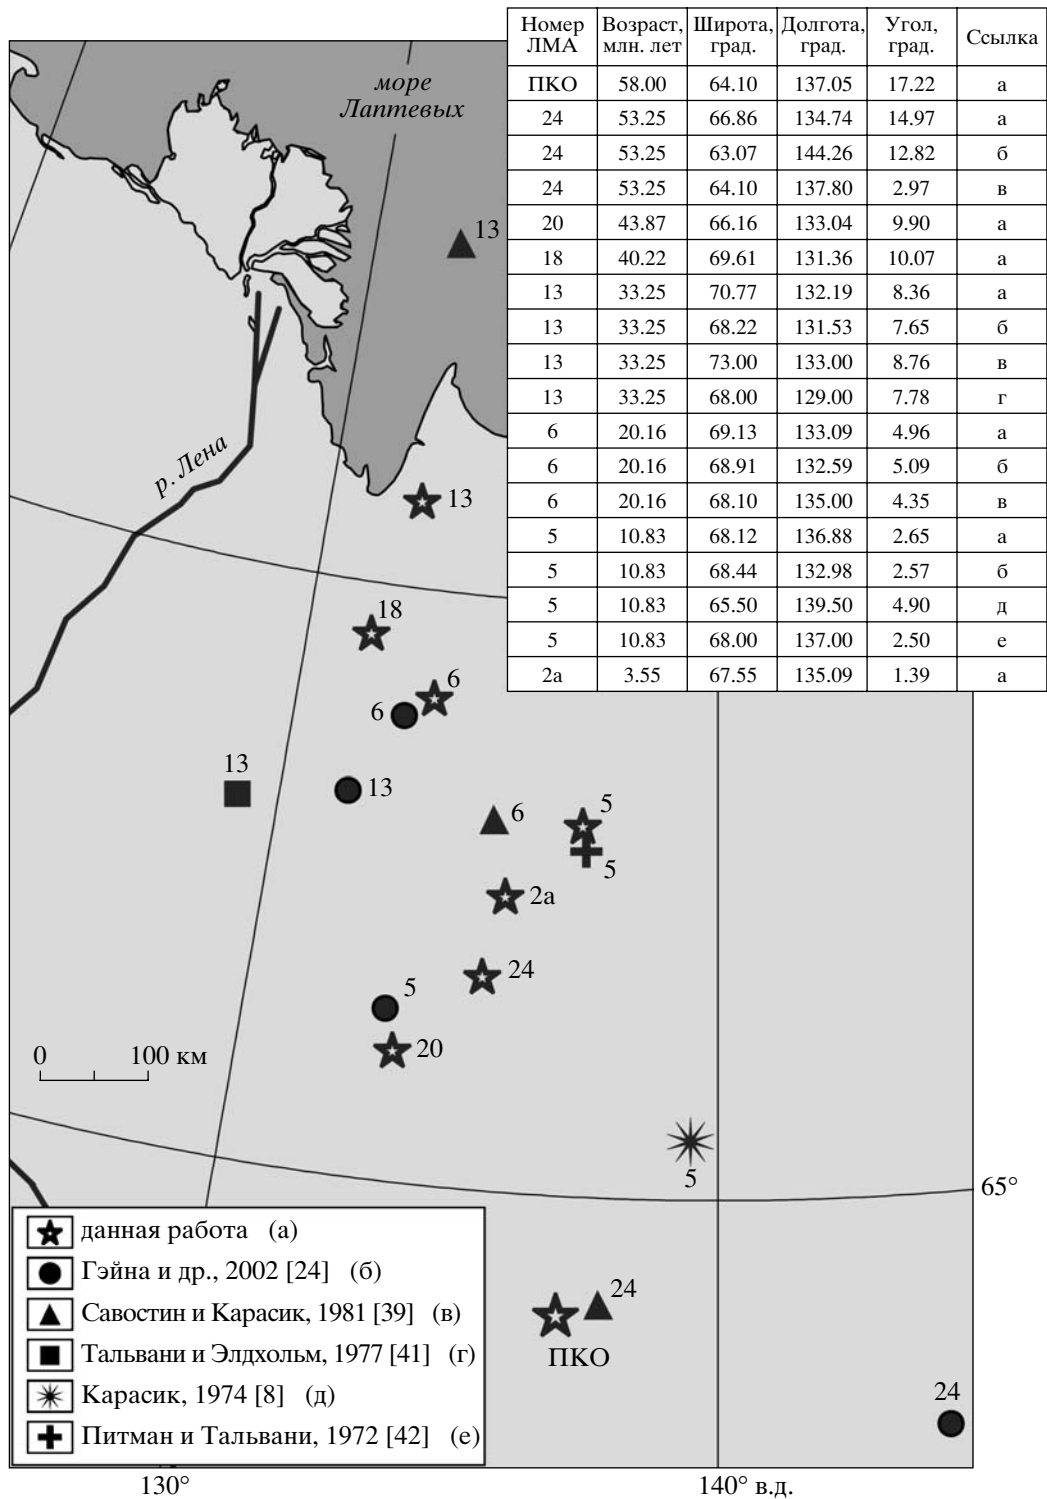 море
Лаптевых
Номер ЛМА Возраст, млн. лет Широта, град. Долгота, град. Угол, град. Ссылка
ПКО 58.00 64.10 137.05 17.22 а
24 53.25 66.86 134.74 14.97 а
24 53.25 63.07 144.26 12.82 б
24 53.25 64.10 137.80 2.97 в
20 43.87 66.16 133.04 9.90 а
18 40.22 69.61 131.36 10.07 а
13 33.25 70.77 132.19 8.36 а
13 33.25 68.22 131.53 7.65 б
13 33.25 73.00 133.00 8.76 в
13 33.25 68.00 129.00 7.78 г
6 20.16 69.13 133.09 4.96 а
6 20.16 68.91 132.59 5.09 б
6 20.16 68.10 135.00 4.35 в
5 10.83 68.12 136.88 2.65 а
5 10.83 68.44 132.98 2.57 б
5 10.83 65.50 139.50 4.90 д
5 10.83 68.00 137.00 2.50 е
2а 3.55 67.55 135.09 1.39 а
13
р. Лена
13
18
6
6
13
13
5
6
5
2а
24
5
20
0 100 км
5
65°
24
ПКО
24
данная работа (а)
Гэйна и др., 2002 [24] (б)
Савостин и Карасик, 1981 [39] (в)
Тальвани и Элдхольм, 1977 [41] (г)
Карасик, 1974 [8] (д)
Питман и Тальвани, 1972 [42] (е)
130° 140° в.д.